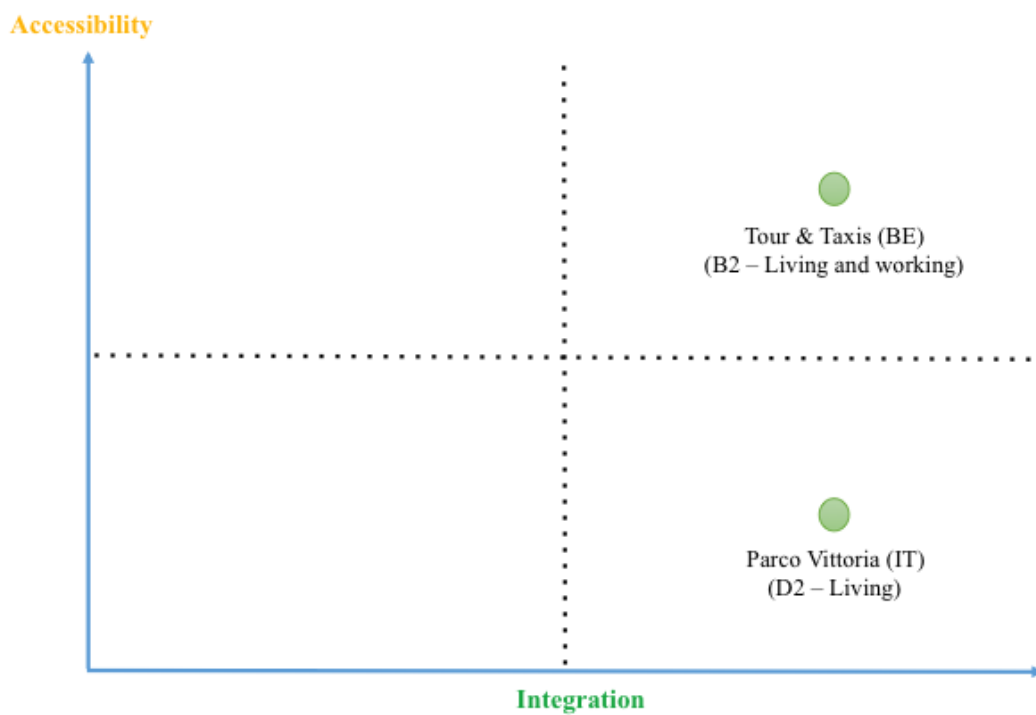 Accessibility
Tour & Taxis (BE)
(B2 – Living and working)
Parco Vittoria (IT)
(D2 – Living)
Integration